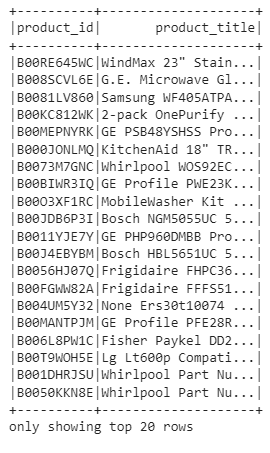 +----------+--------------------+
|product_id|       product_title|
+----------+--------------------+
|B00RE645WC|WindMax 23" Stain...|
|B008SCVL6E|G.E. Microwave Gl...|
|B0081LV860|Samsung WF405ATPA...|
|B00KC812WK|2-pack OnePurify ...|
|B00MEPNYRK|GE PSB48YSHSS Pro...|
|B000JONLMQ|KitchenAid 18" TR...|
|B0073M7GNC|Whirlpool WOS92EC...|
|B00BIWR3IQ|GE Profile PWE23K...|
|B00O3XF1RC|MobileWasher Kit ...|
|B00JDB6P3I|Bosch NGM5055UC 5...|
|B0011YJE7Y|GE PHP960DMBB Pro...|
|B00J4EBYBM|Bosch HBL5651UC 5...|
|B0056HJ07Q|Frigidaire FHPC36...|
|B00FGWW82A|Frigidaire FFFS51...|
|B004UM5Y32|None Ers30t10074 ...|
|B00MANTPJM|GE Profile PFE28R...|
|B006L8PW1C|Fisher Paykel DD2...|
|B00T9WOH5E|Lg Lt600p Compati...|
|B001DHRJSU|Whirlpool Part Nu...|
|B0050KKN8E|Whirlpool Part Nu...|
+----------+--------------------+
only showing top 20 rows